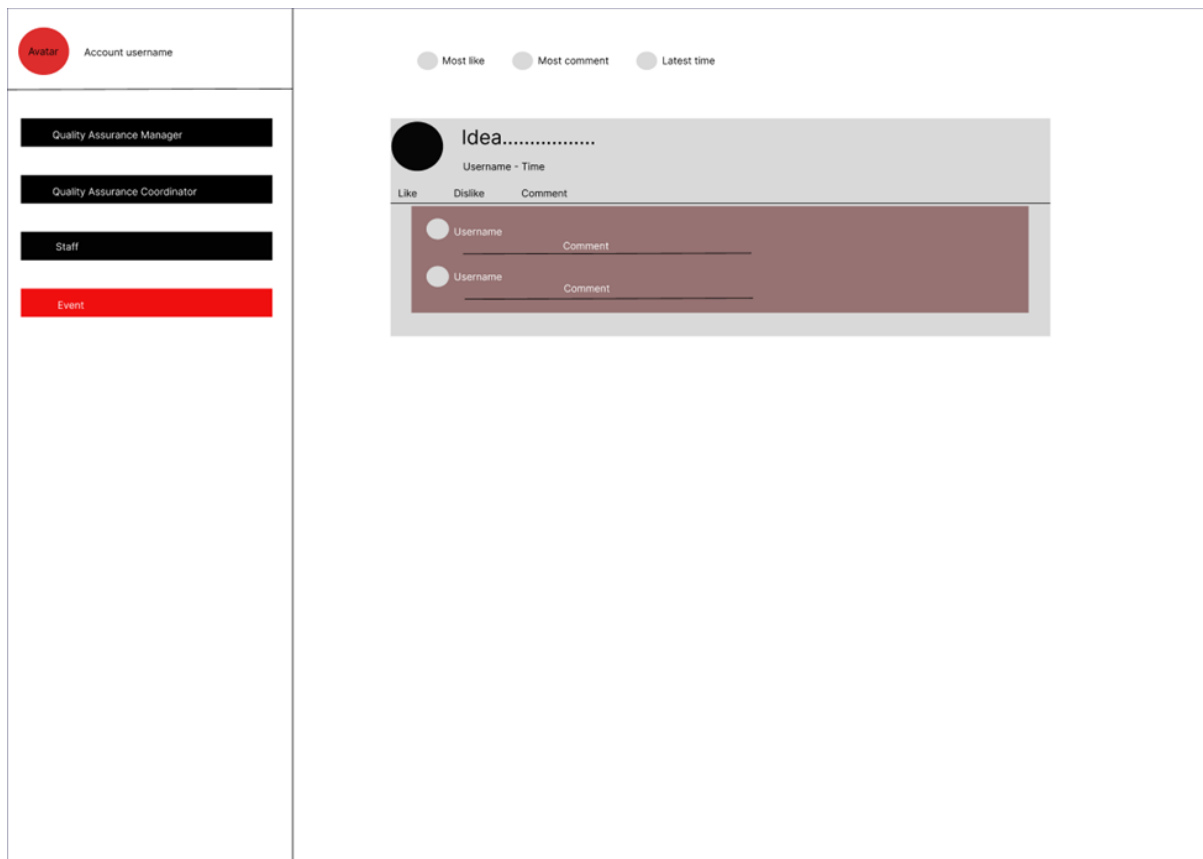 Avatar
Account username
Quality Assurance Manager
Quality Assurance Coordinator
Staff
Event
Most like
Most comment
Latest time
Idea.................
Username - Time
Like Dislike Comment
Username
Comment
Username
Comment